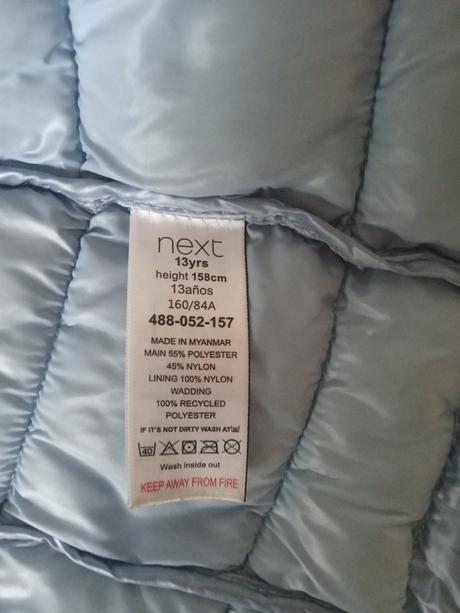 next
13yrs
height 158cm
13años
160/84A
488-052-157
MADE IN MYANMAR
MAIN 55% POLYESTER
45% NYLON
LINING 100% NYLON
WADDING
100% RECYCLED
POLYESTER
IF IT'S NOT DIRTY WASH AT
40
Wash inside out
KEEP AWAY FROM FIRE